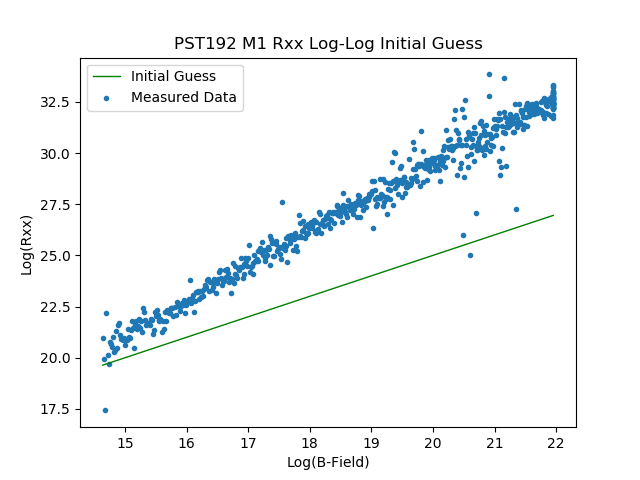 PST192 M1 Rxx Log-Log Initial Guess
Initial Guess
Measured Data
32.5
30.0
27.5
25.0
22.5
20.0
17.5
Log(Rxx)
15 16 17 18 19 20 21 22
Log(B-Field)